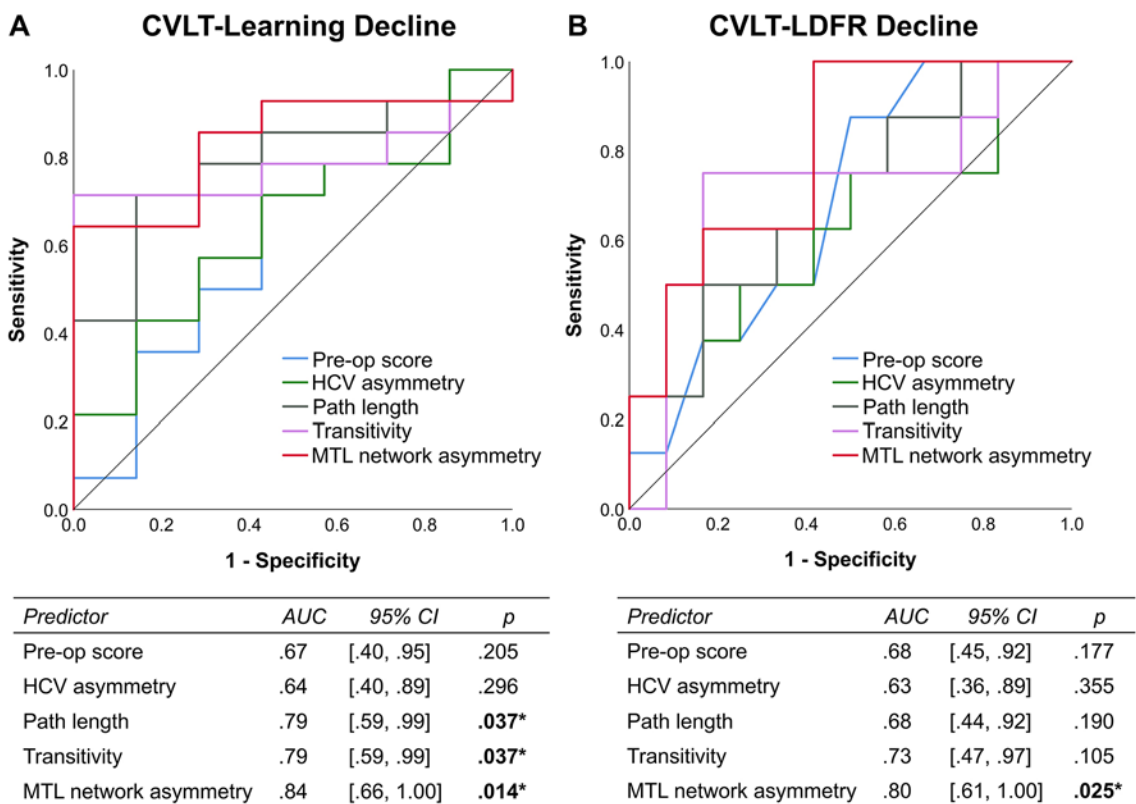 A CVLT-Learning Decline
1.0
0.8
0.6
0.4
0.2
0.0
Sensitivity
Pre-op score
HCV asymmetry
Path length
Transitivity
MTL network asymmetry
0.0 0.2 0.4 0.6 0.8 1.0
1 - Specificity
Predictor AUC 95% CI p
Pre-op score .67 [.40, .95] .205
HCV asymmetry .64 [.40, .89] .296
Path length .79 [.59, .99] .037*
Transitivity .79 [.59, .99] .037*
MTL network asymmetry .84 [.66, 1.00] .014*
B CVLT-LDFR Decline
1.0
0.8
0.6
0.4
0.2
0.0
Sensitivity
Pre-op score
HCV asymmetry
Path length
Transitivity
MTL network asymmetry
0.0 0.2 0.4 0.6 0.8 1.0
1 - Specificity
Predictor AUC 95% CI p
Pre-op score .68 [.45, .92] .177
HCV asymmetry .63 [.36, .89] .355
Path length .68 [.44, .92] .190
Transitivity .73 [.47, .97] .105
MTL network asymmetry .80 [.61, 1.00] .025*